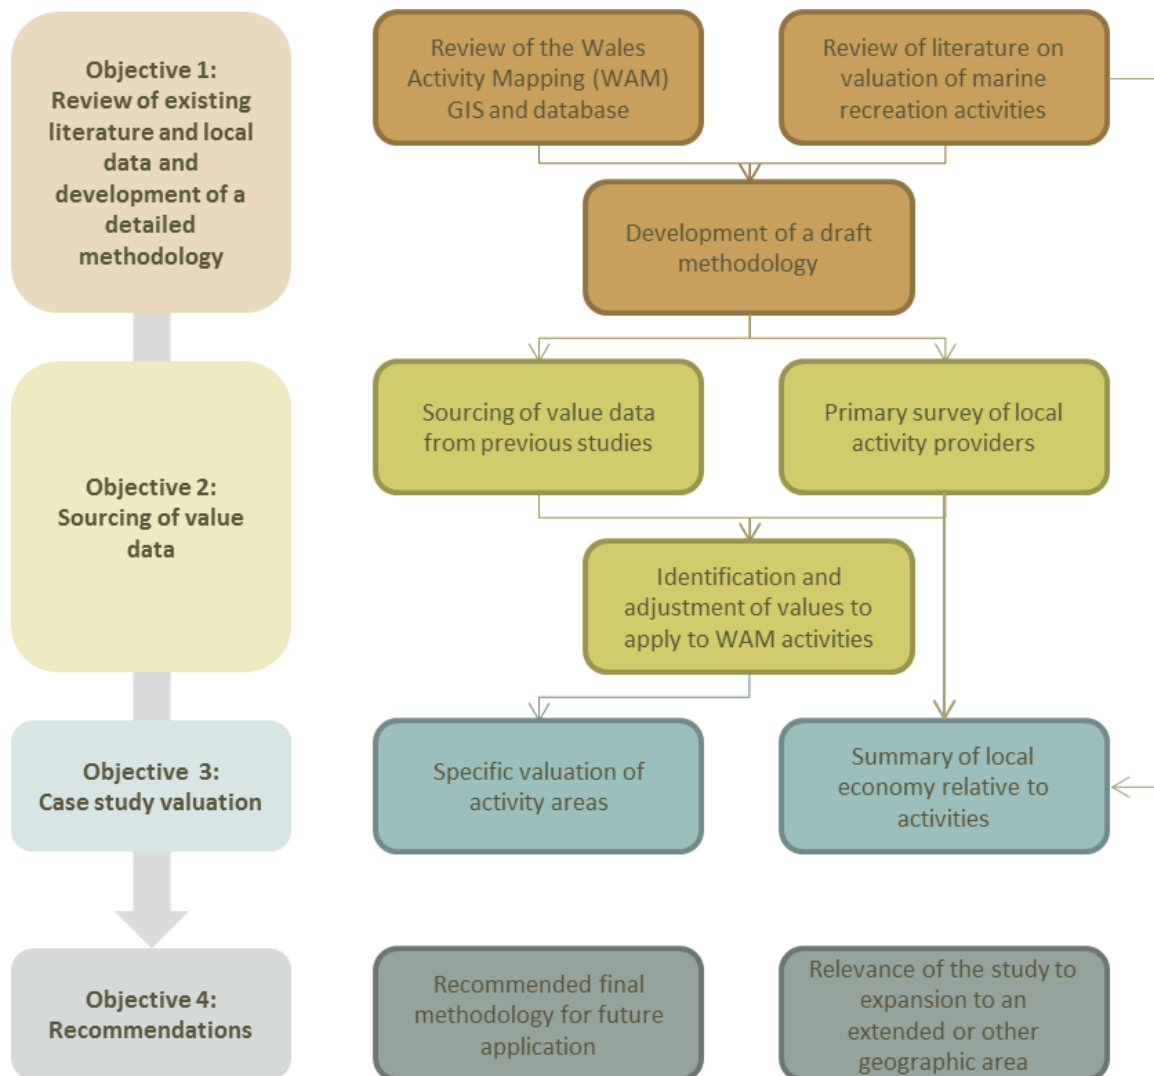 Objective 1:
Review of existing
literature and local
data and
development of a
detailed
methodology
Review of the Wales
Activity Mapping (WAM)
GIS and database
Review of literature on
valuation of marine
recreation activities
Development of a draft
methodology
Objective 2:
Sourcing of value
data
Sourcing of value data
from previous studies
Primary survey of local
activity providers
Identification and
adjustment of values to
apply to WAM activities
Objective  3:
Case study valuation
Specific valuation of
activity areas
Summary of local
economy relative to
activities
Objective 4:
Recommendations
Recommended final
methodology for future
application
Relevance of the study to
expansion to an
extended or other
geographic area